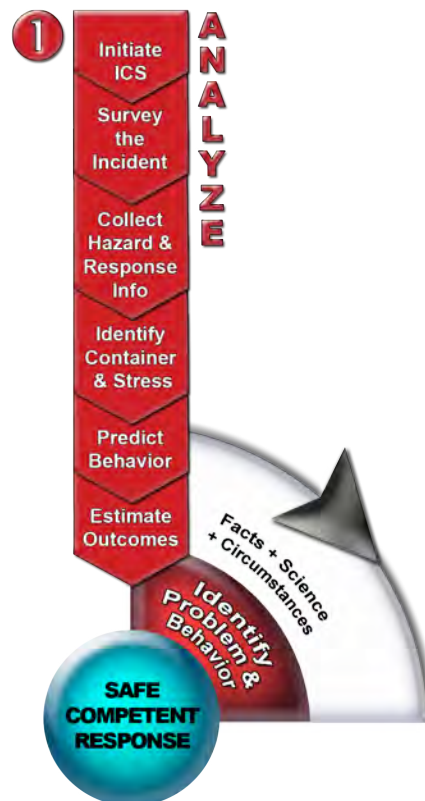 1
ANALYZE
Initiate
ICS
Survey
the
Incident
Collect
Hazard &
Response
Info
Identify
Container
& Stress
Predict
Behavior
Estimate
Outcomes
Facts + Science
+ Circumstances
Identify
Problem &
Behavior
SAFE
COMPETENT
RESPONSE